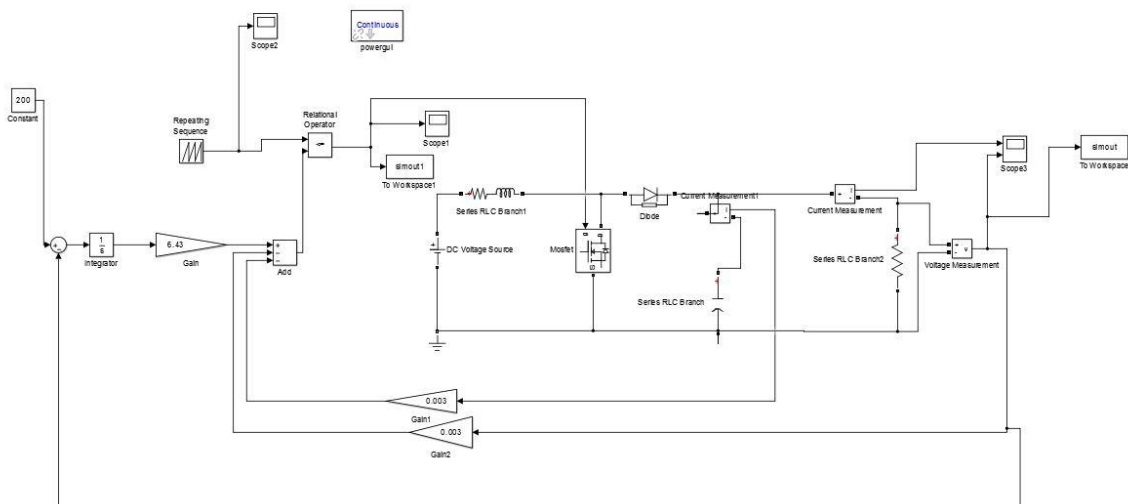 Continuous
powergui
Scope2
200
Constant
Repeating
Sequence
Relational
Operator
Scope1
simout1
To Workspace1
Scope3
simout
To Workspace
Series RLC Branch1
Diode
Current Measurement1
Current Measurement
6.43
Gain
Integrator
1
Add
DC Voltage Source
Mosfet
Series RLC Branch
Series RLC Branch2
Voltage Measurement
0.003
Gain1
0.003
Gain2